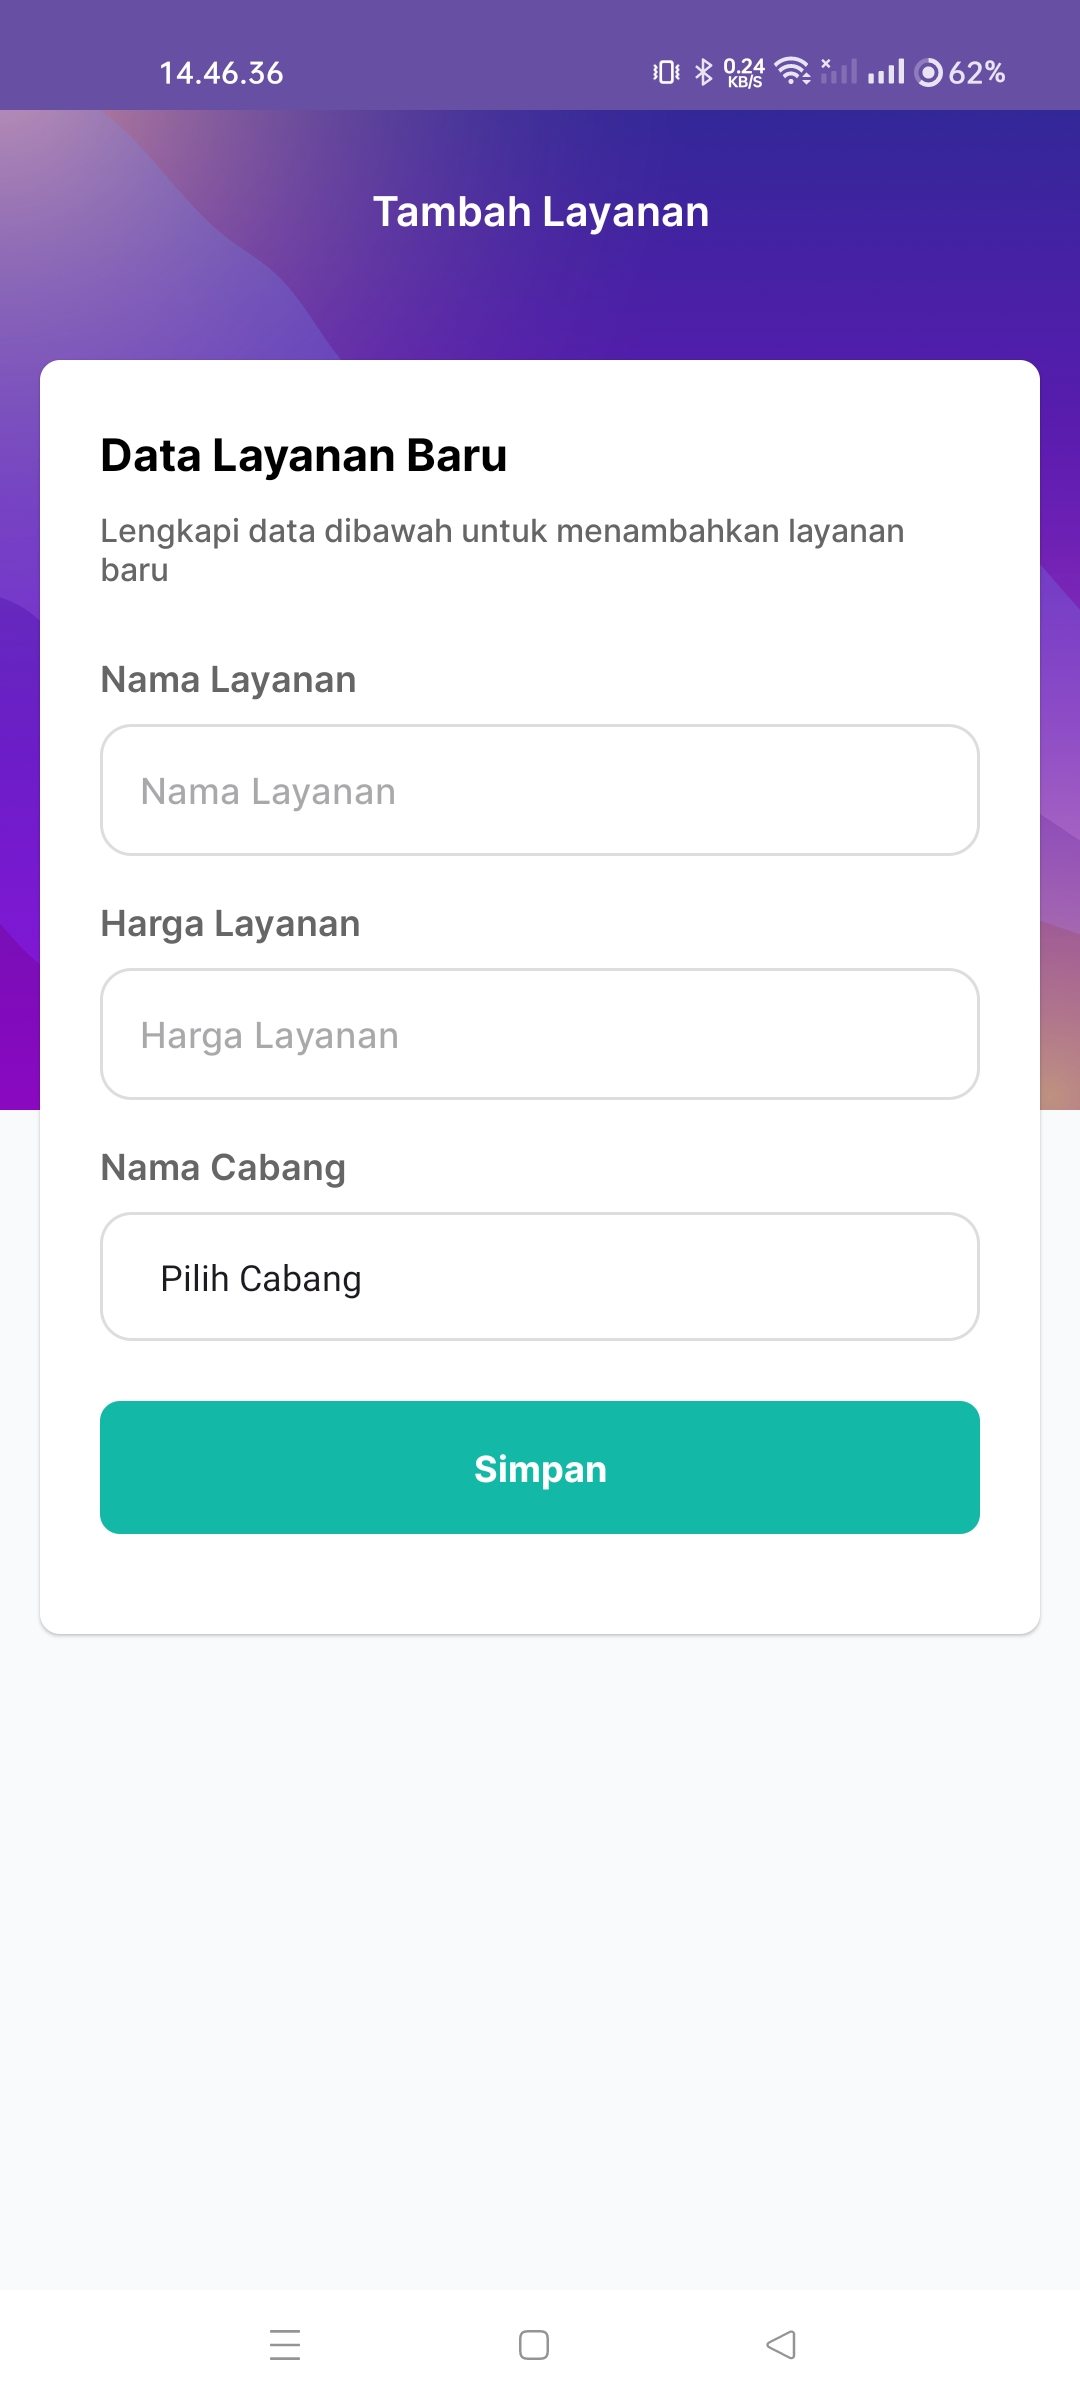 14.46.36
0.24
KB/S
62%
Tambah Layanan
Data Layanan Baru
Lengkapi data dibawah untuk menambahkan layanan
baru
Nama Layanan
Nama Layanan
Harga Layanan
Harga Layanan
Nama Cabang
Pilih Cabang
Simpan